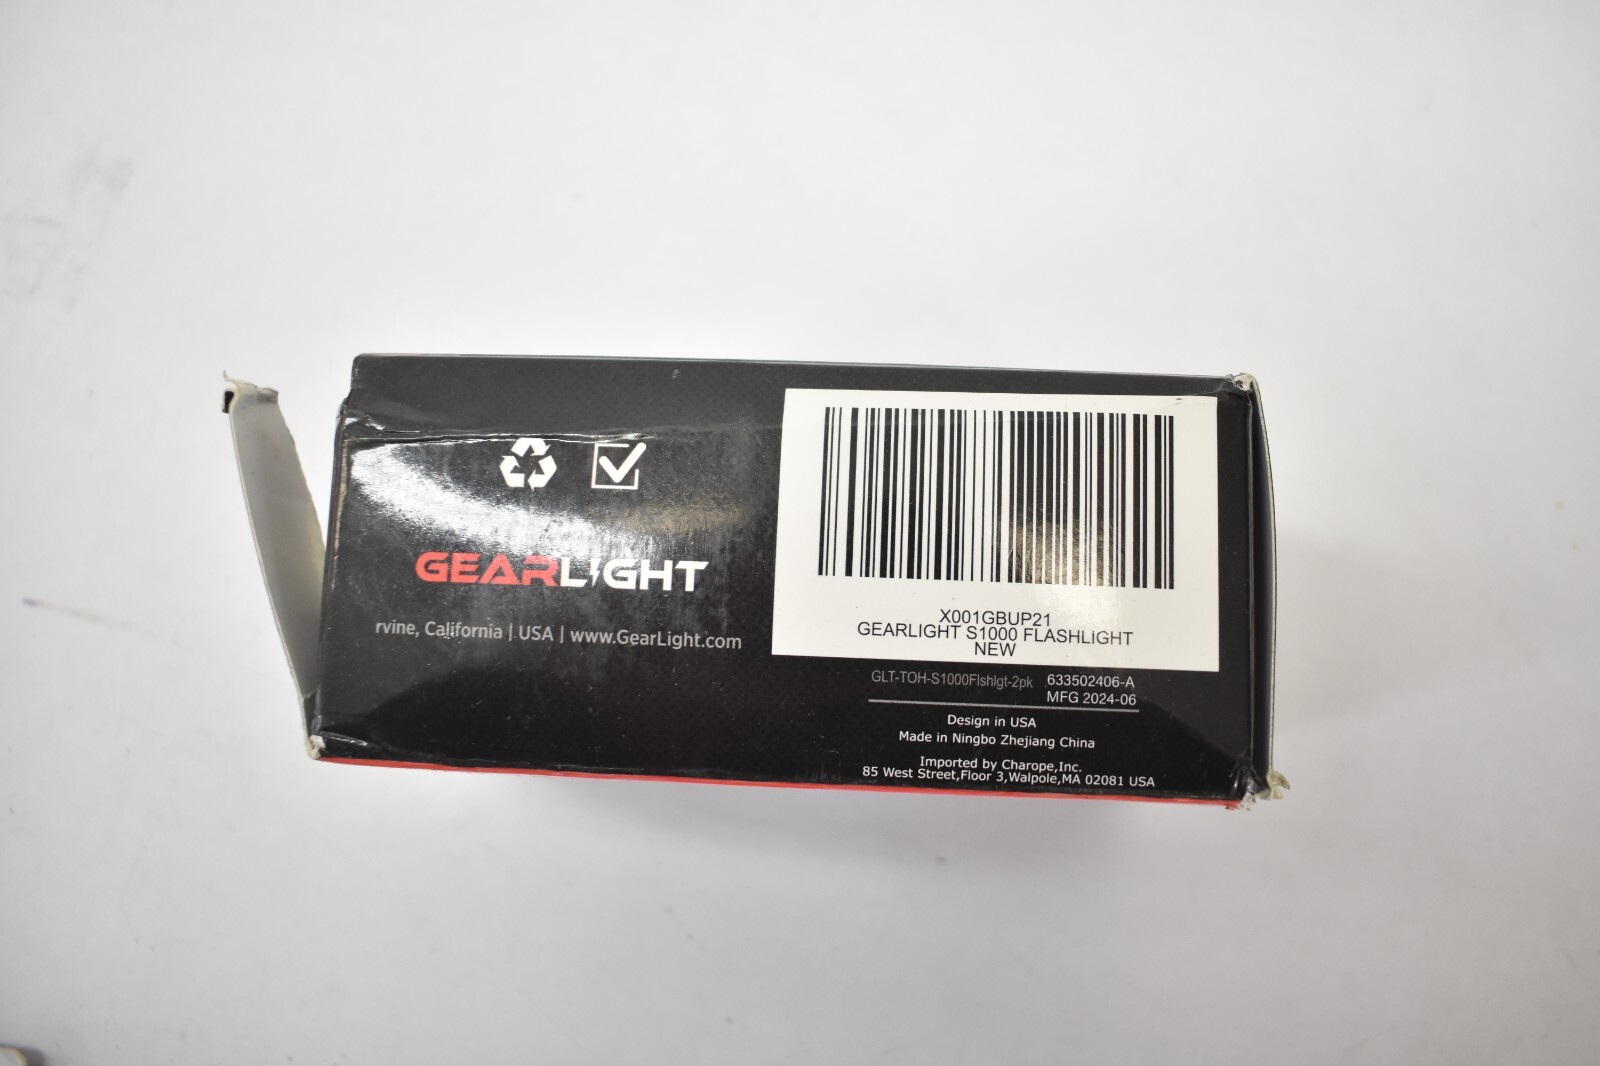 GEARLIGHT
rvine, California | USA | www.GearLight.com
X001GBUP21
GEARLIGHT S1000 FLASHLIGHT
NEW
GLT-TOH-S1000Flshlgt-2pk 633502406-A
MFG 2024-06
Design in USA
Made in Ningbo Zhejiang China
Imported by Charope,Inc.
85 West Street,Floor 3,Walpole,MA 02081 USA